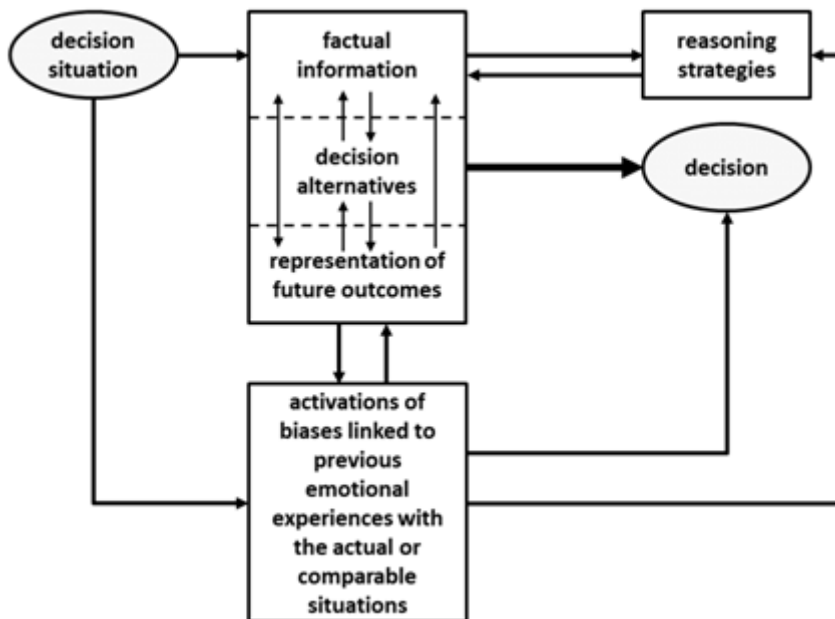 decision
situation
factual
information
reasoning
strategies
decision
alternatives
decision
representation of
future outcomes
activations of
biases linked to
previous
emotional
experiences with
the actual or
comparable
situations